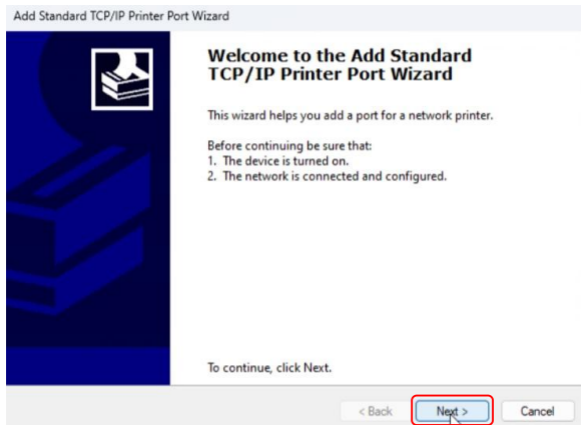 Add Standard TCP/IP Printer Port Wizard
Welcome to the Add Standard
TCP/IP Printer Port Wizard
This wizard helps you add a port for a network printer.
Before continuing be sure that:
1. The device is turned on.
2. The network is connected and configured.
To continue, click Next.
< Back
Next >
Cancel